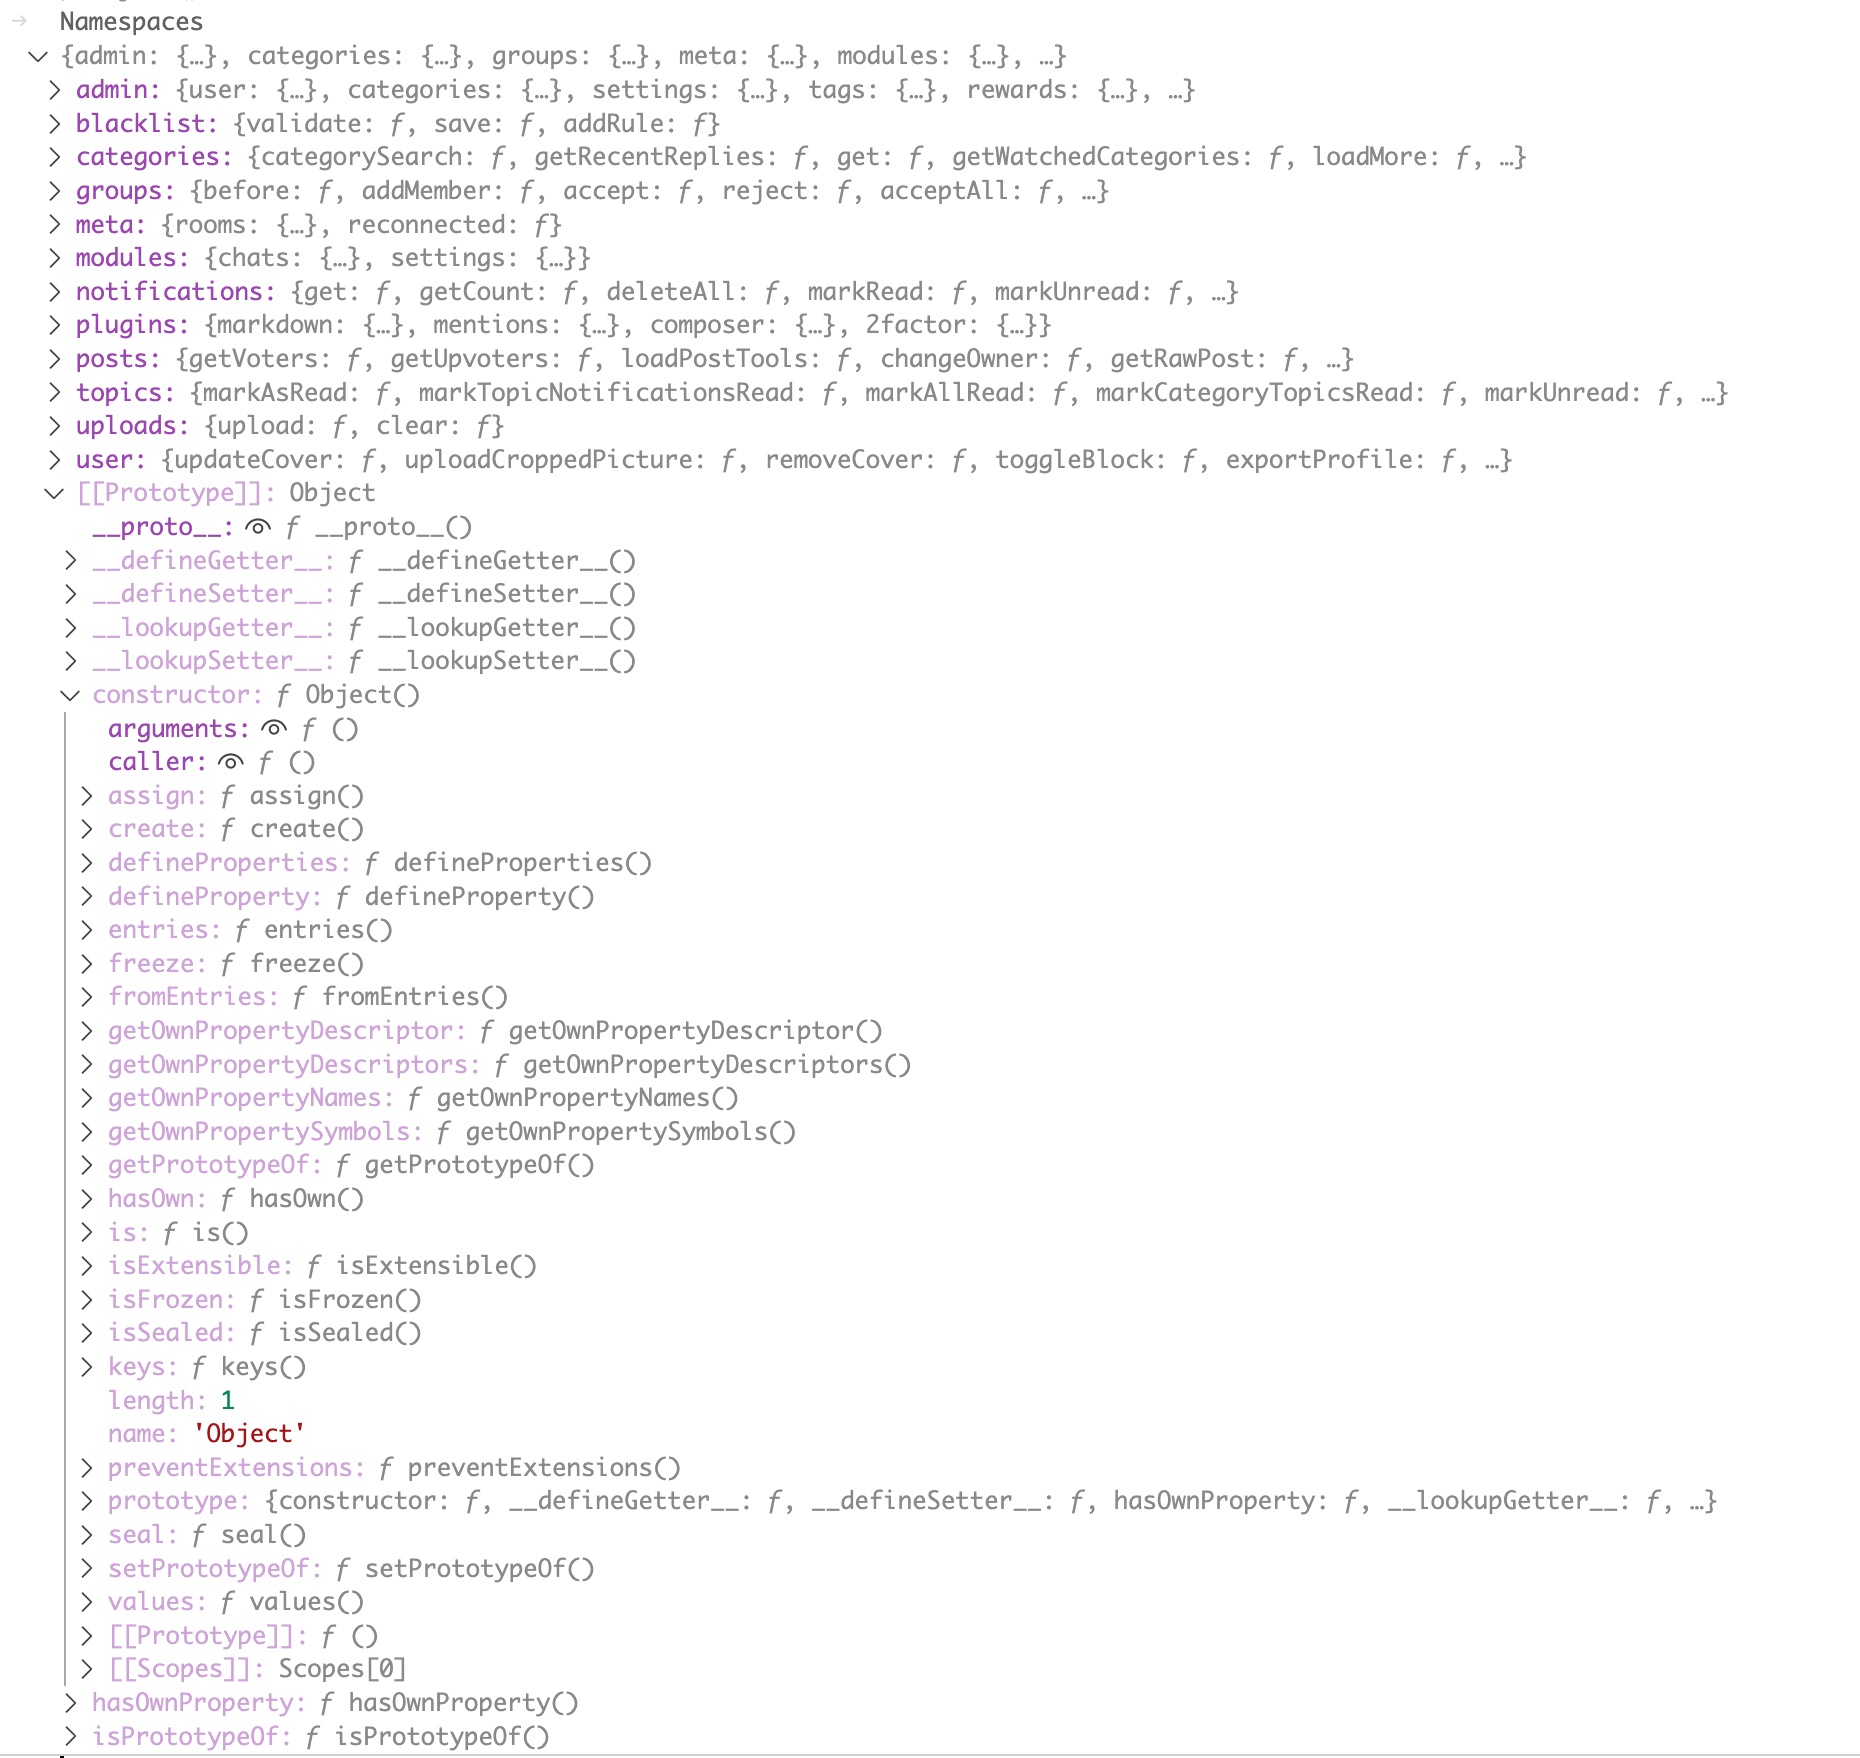 Namespaces
{admin: {…}, categories: {…}, groups: {…}, meta: {…}, modules: {…}, …}
admin: {user: {…}, categories: {…}, settings: {…}, tags: {…}, rewards: {…}, …}
blacklist: {validate: ƒ, save: ƒ, addRule: ƒ}
categories: {categorySearch: ƒ, getRecentReplies: ƒ, get: ƒ, getWatchedCategories: ƒ, loadMore: ƒ, …}
groups: {before: ƒ, addMember: ƒ, accept: ƒ, reject: ƒ, acceptAll: ƒ, …}
meta: {rooms: {…}, reconnected: ƒ}
modules: {chats: {…}, settings: {…}}
notifications: {get: ƒ, getCount: ƒ, deleteAll: ƒ, markRead: ƒ, markUnread: ƒ, …}
plugins: {markdown: {…}, mentions: {…}, composer: {…}, 2factor: {…}}
posts: {getVoters: ƒ, getUpvoters: ƒ, loadPostTools: ƒ, changeOwner: ƒ, getRawPost: ƒ, …}
topics: {markAsRead: ƒ, markTopicNotificationsRead: ƒ, markAllRead: ƒ, markCategoryTopicsRead: ƒ, markUnread: ƒ, …}
uploads: {upload: ƒ, clear: ƒ}
user: {updateCover: ƒ, uploadCroppedPicture: ƒ, removeCover: ƒ, toggleBlock: ƒ, exportProfile: ƒ, …}
[[Prototype]]: Object
__proto__: ƒ __proto__()
__defineGetter__: ƒ __defineGetter__()
__defineSetter__: ƒ __defineSetter__()
__lookupGetter__: ƒ __lookupGetter__()
__lookupSetter__: ƒ __lookupSetter__()
constructor: ƒ Object()
arguments: ƒ ()
caller: ƒ ()
assign: ƒ assign()
create: ƒ create()
defineProperties: ƒ defineProperties()
defineProperty: ƒ defineProperty()
entries: ƒ entries()
freeze: ƒ freeze()
fromEntries: ƒ fromEntries()
getOwnPropertyDescriptor: ƒ getOwnPropertyDescriptor()
getOwnPropertyDescriptors: ƒ getOwnPropertyDescriptors()
getOwnPropertyNames: ƒ getOwnPropertyNames()
getOwnPropertySymbols: ƒ getOwnPropertySymbols()
getPrototypeOf: ƒ getPrototypeOf()
hasOwn: ƒ hasOwn()
is: ƒ is()
isExtensible: ƒ isExtensible()
isFrozen: ƒ isFrozen()
isSealed: ƒ isSealed()
keys: ƒ keys()
length: 1
name: 'Object'
preventExtensions: ƒ preventExtensions()
prototype: {constructor: ƒ, __defineGetter__: ƒ, __defineSetter__: ƒ, hasOwnProperty: ƒ, __lookupGetter__: ƒ, …}
seal: ƒ seal()
setPrototypeOf: ƒ setPrototypeOf()
values: ƒ values()
[[Prototype]]: ƒ ()
[[Scopes]]: Scopes[0]
hasOwnProperty: ƒ hasOwnProperty()
isPrototypeOf: ƒ isPrototypeOf()